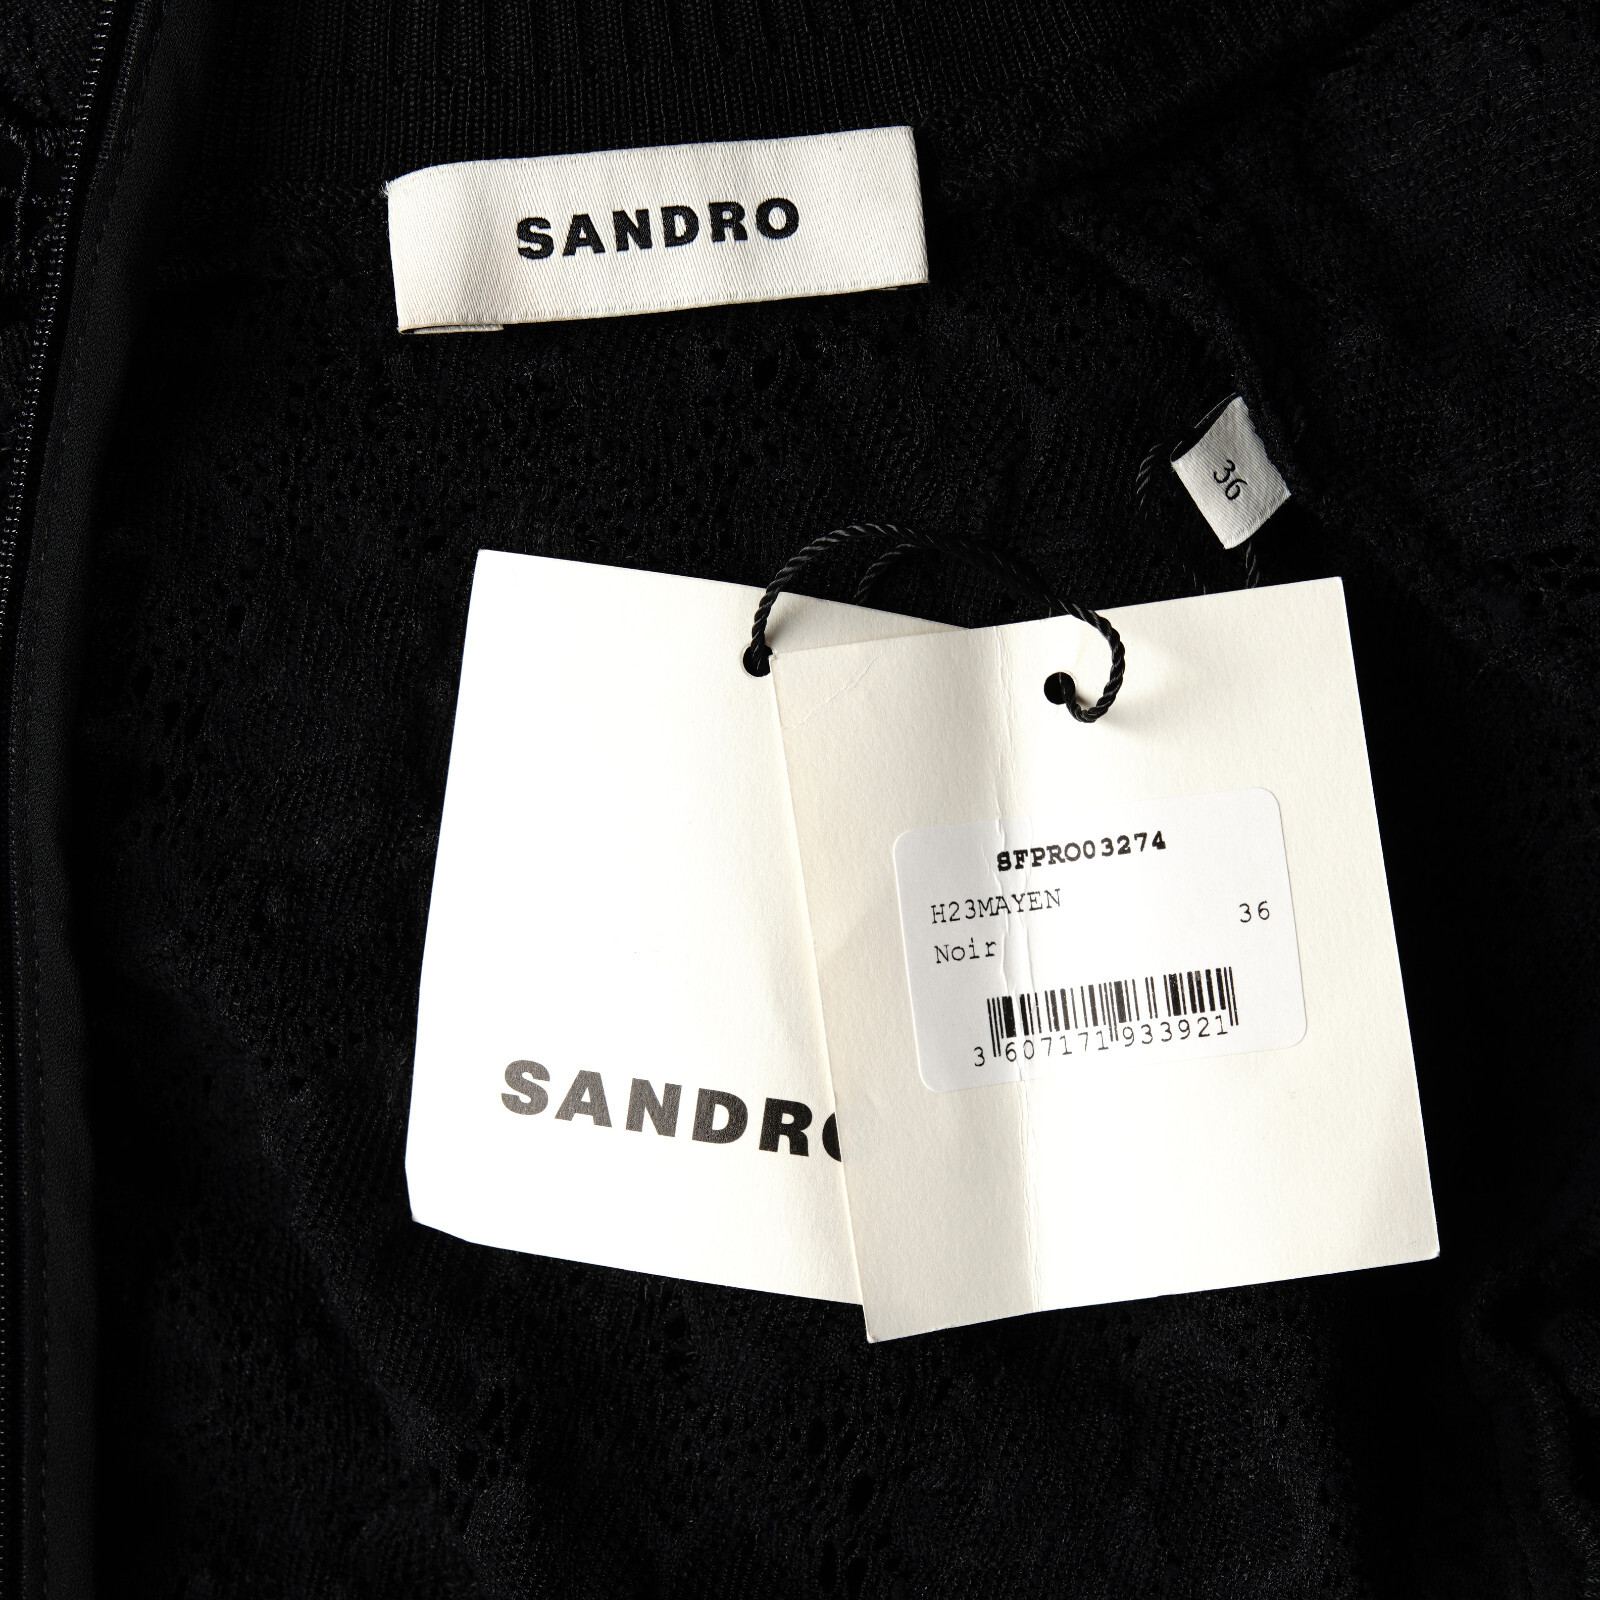 SANDRO
36
SFPRO03274
H23MAYEN
36
Noir
3 607171 933921
SANDRO